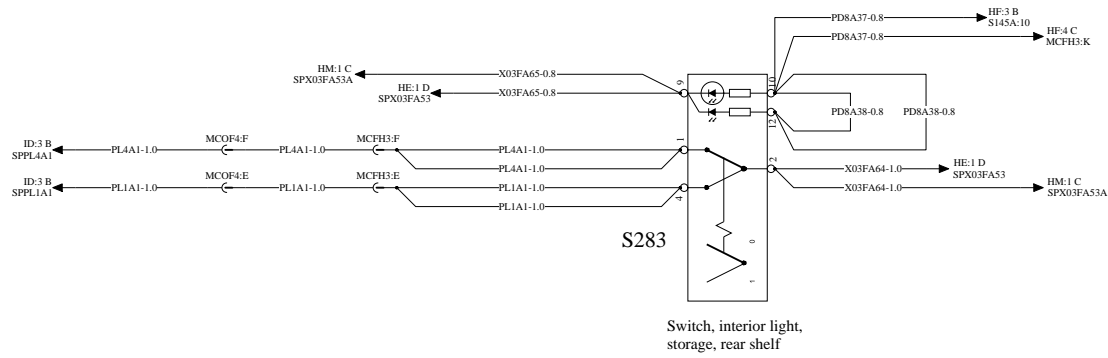 HF:3 B
PD8A37-0.8
S145A:10
HF:4 C
PD8A37-0.8
MCFH3:K
HM:1 C
SPX03FA53A
X03FA65-0.8
10
9
HE:1 D
SPX03FA53
X03FA65-0.8
PD8A38-0.8
PD8A38-0.8
12
ID:3 B
SPPL4A1
PL4A1-1.0
MCOF4:F
PL4A1-1.0
MCFH3:F
PL4A1-1.0
1
PL4A1-1.0
2
X03FA64-1.0
HE:1 D
SPX03FA53
ID:3 B
SPPL1A1
PL1A1-1.0
MCOF4:E
PL1A1-1.0
MCFH3:E
PL1A1-1.0
4
X03FA64-1.0
HM:1 C
SPX03FA53A
PL1A1-1.0
S283
0
1
Switch, interior light,
storage, rear shelf